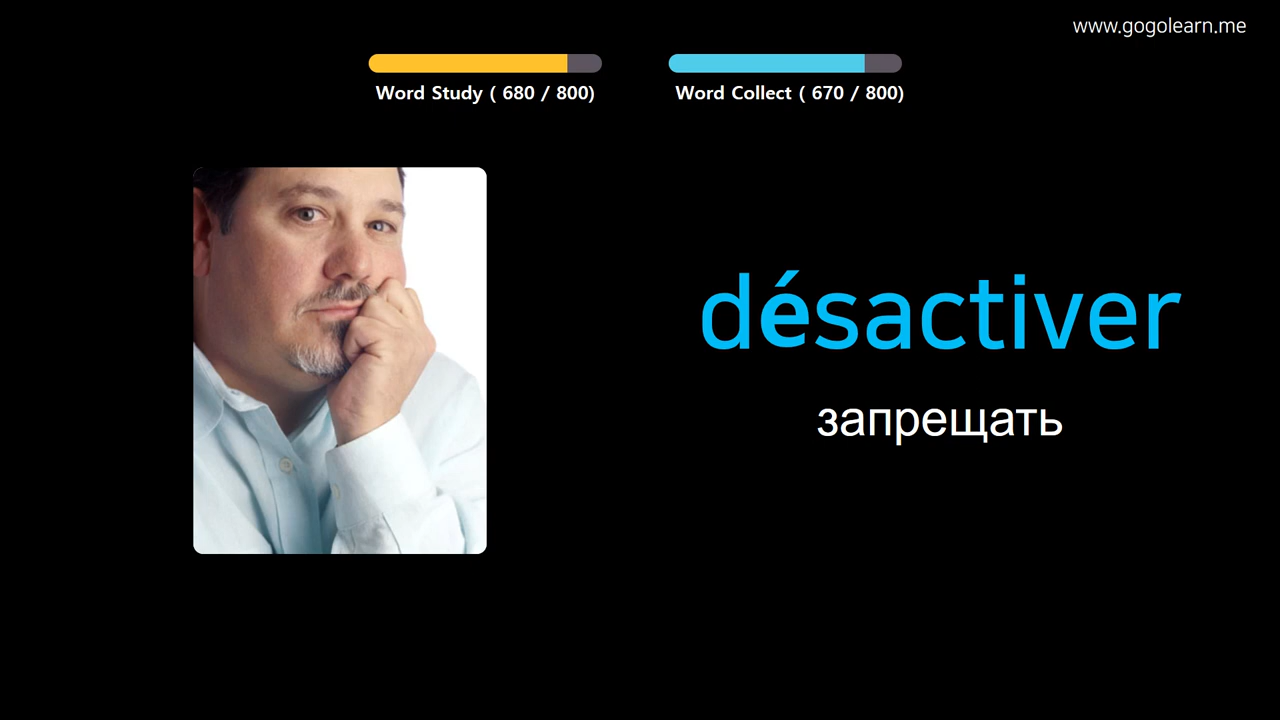 www.gogolearn.me
Word Study ( 680 / 800)
Word Collect ( 670 / 800)
désactiver
запрещать